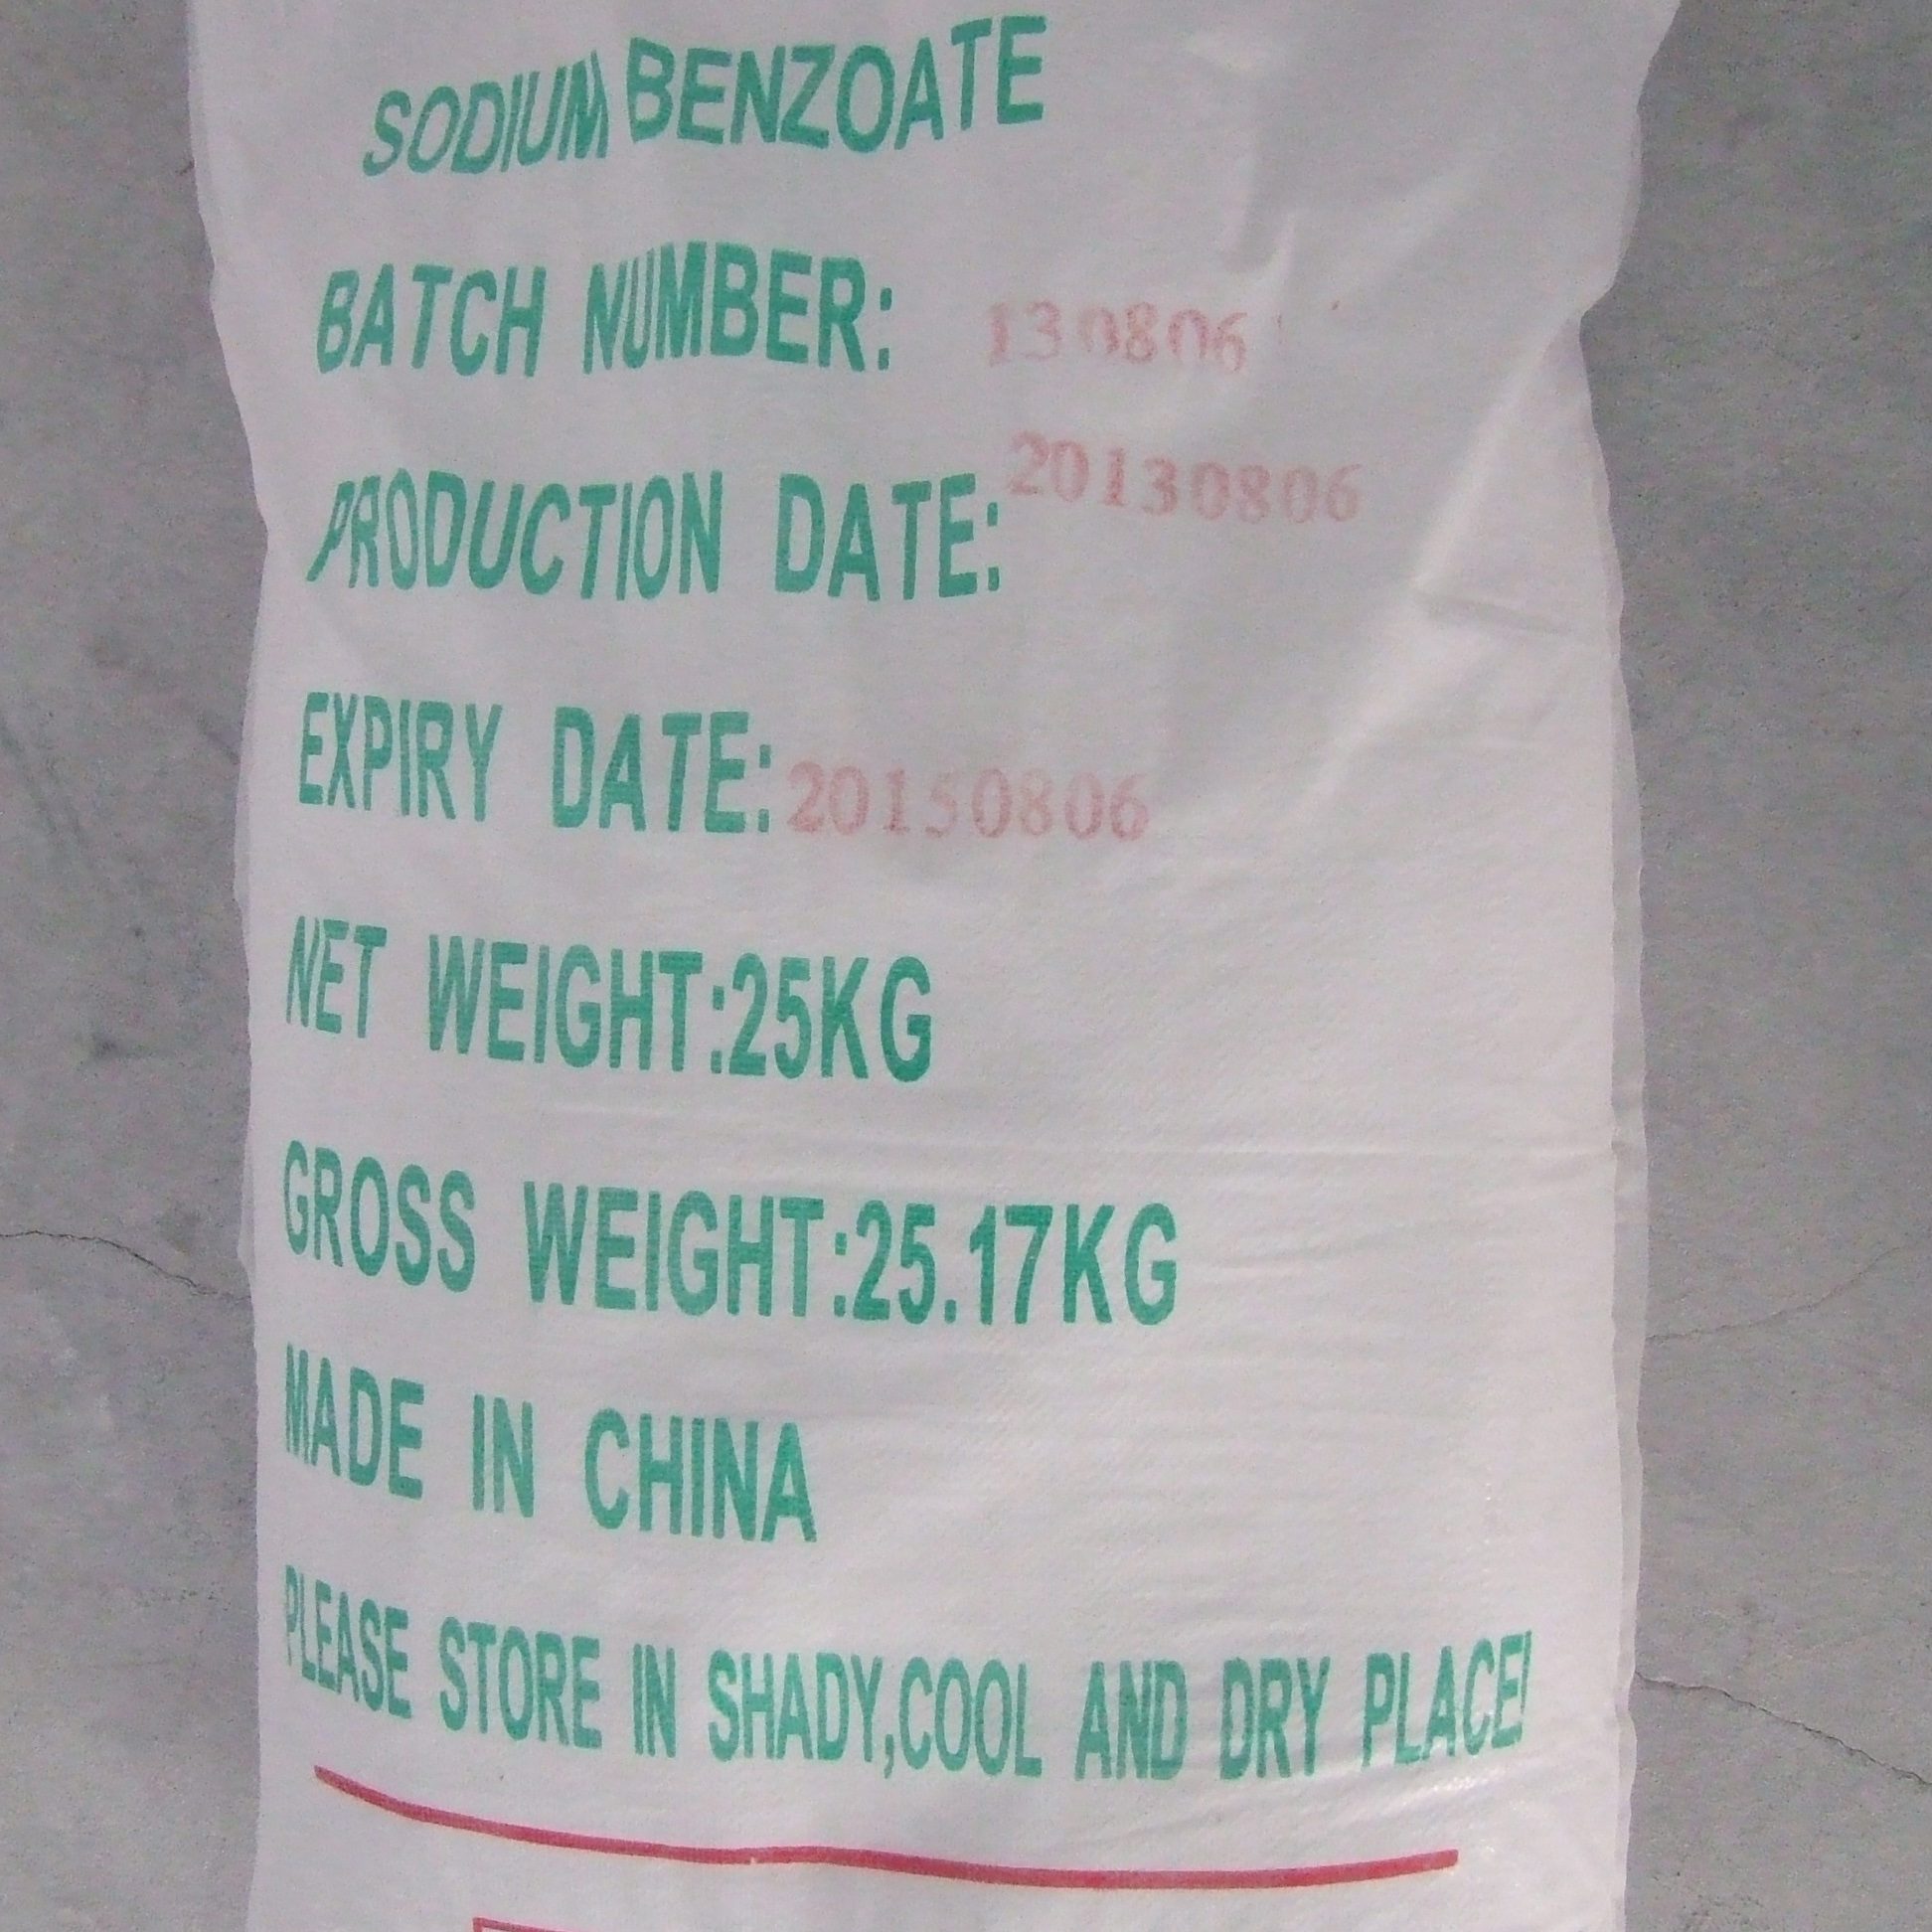 SODIUM BENZOATE
BATCH NUMBER: 130806
PRODUCTION DATE: 20130806
EXPIRY DATE: 20150806
NET WEIGHT:25KG
GROSS WEIGHT:25.17KG
MADE IN CHINA
PLEASE STORE IN SHADY,COOL AND DRY PLACE!